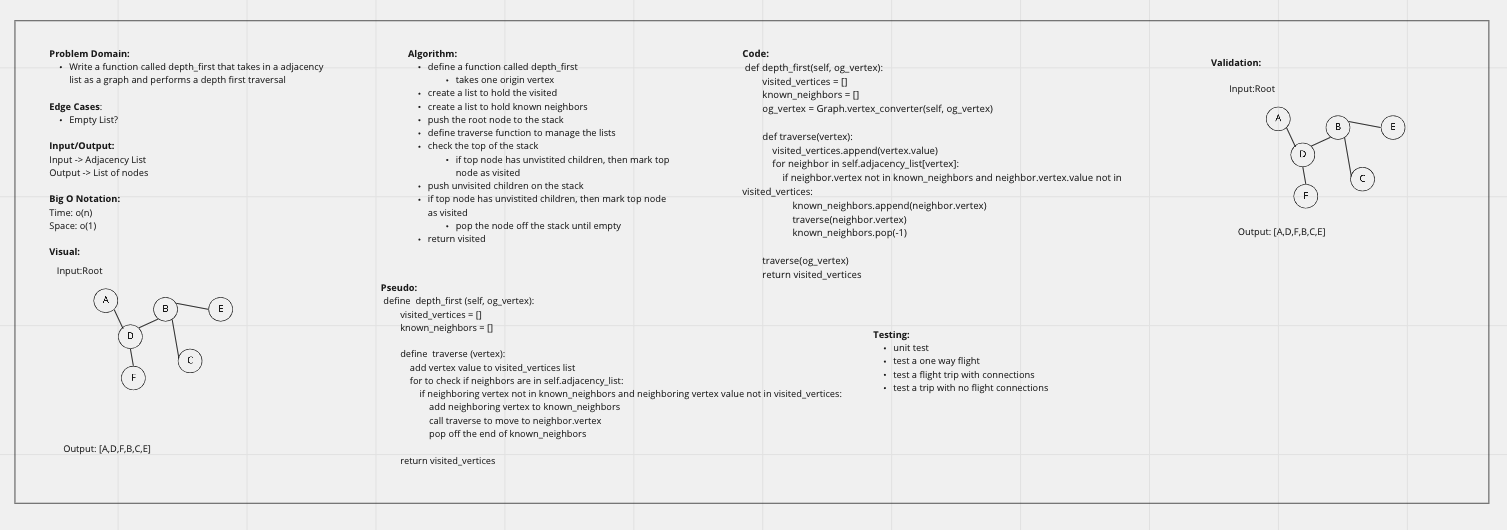 Problem Domain:
• Write a function called depth_first that takes in a adjacency
list as a graph and performs a depth first traversal
Edge Cases:
• Empty List?
Input/Output:
Input -> Adjacency List
Output -> List of nodes
Big O Notation:
Time: o(n)
Space: o(1)
Visual:
Input:Root
A
B
E
D
C
F
Output: [A,D,F,B,C,E]
Algorithm:
• define a function called depth_first
• takes one origin vertex
• create a list to hold the visited
• create a list to hold known neighbors
• push the root node to the stack
• define traverse function to manage the lists
• check the top of the stack
• if top node has unvistited children, then mark top
node as visited
• push unvisited children on the stack
• if top node has unvistited children, then mark top node
as visited
• pop the node off the stack until empty
• return visited
Pseudo:
define  depth_first (self, og_vertex):
visited_vertices = []
known_neighbors = []
define  traverse (vertex):
add vertex value to visited_vertices list
for to check if neighbors are in self.adjacency_list:
if neighboring vertex not in known_neighbors and neighboring vertex value not in visited_vertices:
add neighboring vertex to known_neighbors
call traverse to move to neighbor.vertex
pop off the end of known_neighbors
return visited_vertices
Code:
def depth_first(self, og_vertex):
visited_vertices = []
known_neighbors = []
og_vertex = Graph.vertex_converter(self, og_vertex)
def traverse(vertex):
visited_vertices.append(vertex.value)
for neighbor in self.adjacency_list[vertex]:
if neighbor.vertex not in known_neighbors and neighbor.vertex.value not in
visited_vertices:
known_neighbors.append(neighbor.vertex)
traverse(neighbor.vertex)
known_neighbors.pop(-1)
traverse(og_vertex)
return visited_vertices
Testing:
• unit test
• test a one way flight
• test a flight trip with connections
• test a trip with no flight connections
Validation:
Input:Root
A
B
E
D
C
F
Output: [A,D,F,B,C,E]